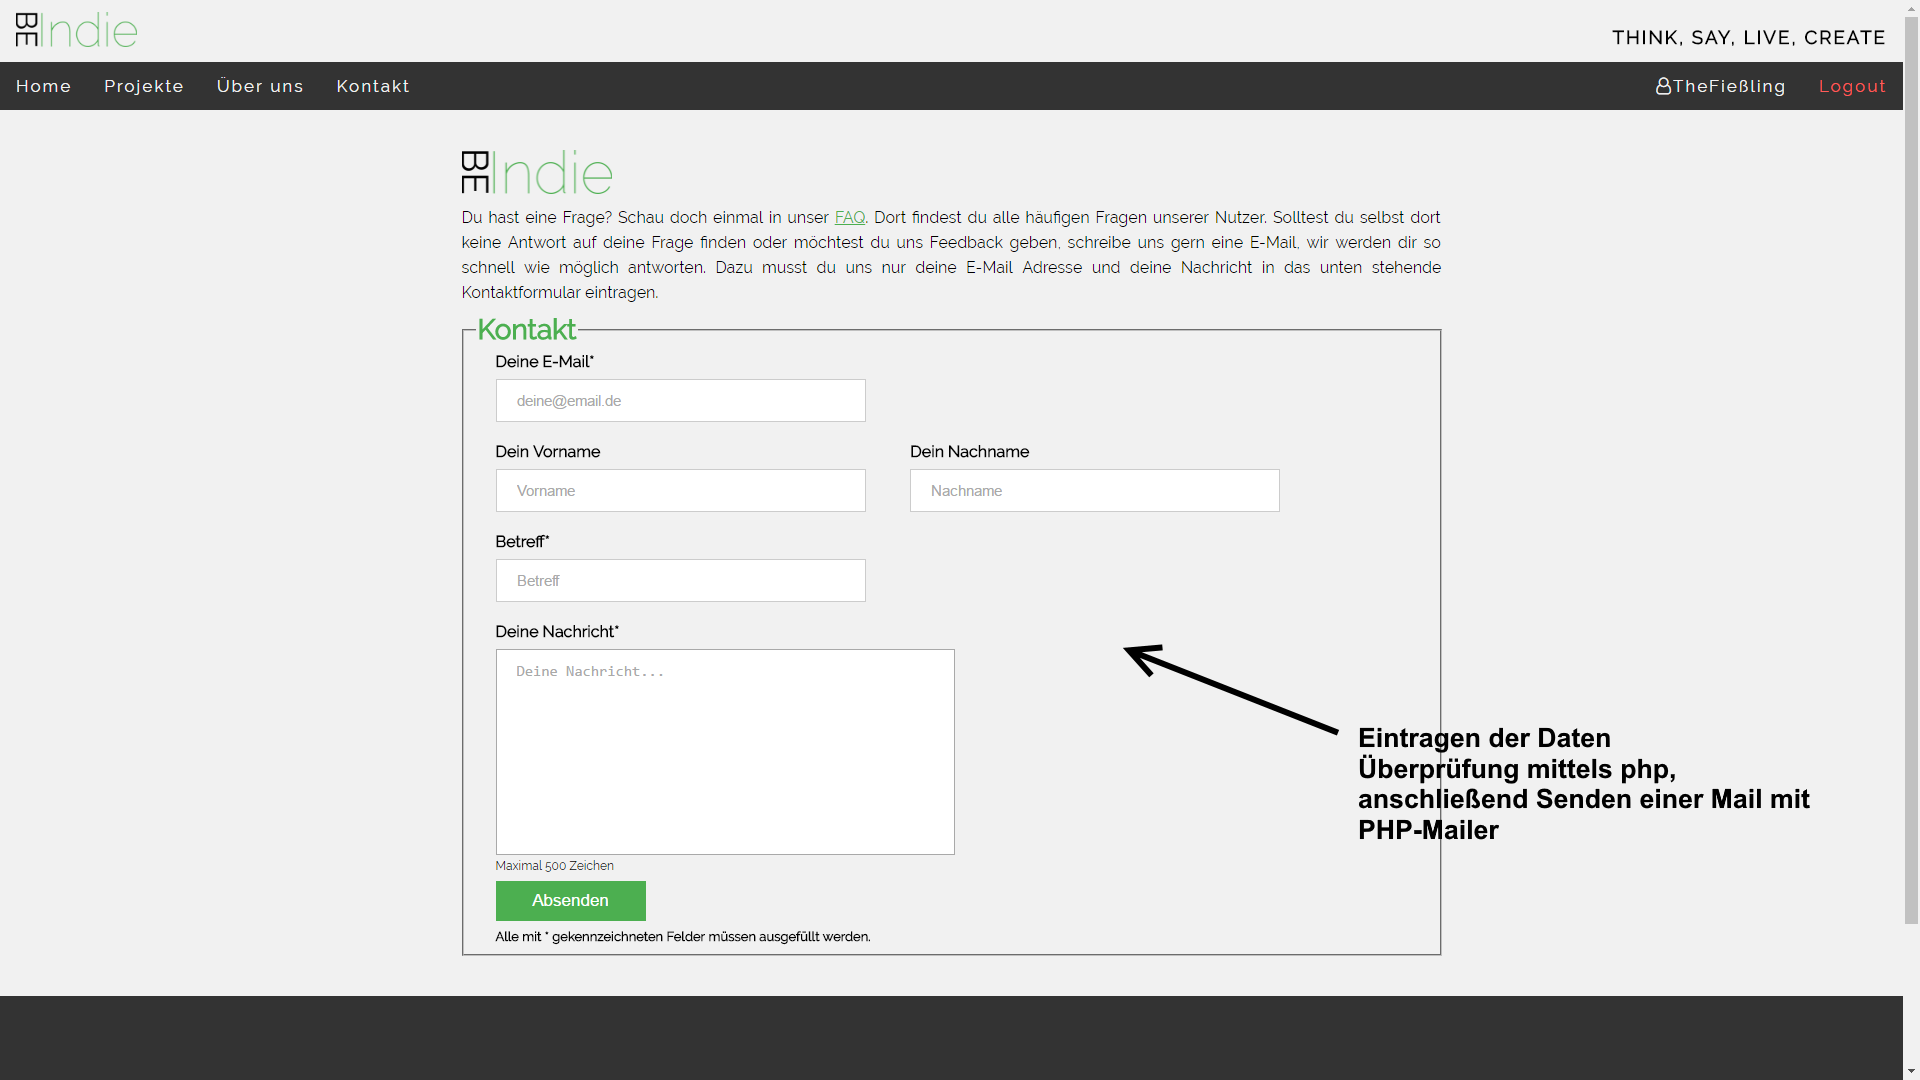 BE Indie
THINK, SAY, LIVE, CREATE
Home Projekte Über uns Kontakt TheFießling Logout
BE Indie
Du hast eine Frage? Schau doch einmal in unser FAQ. Dort findest du alle häufigen Fragen unserer Nutzer. Solltest du selbst dort
keine Antwort auf deine Frage finden oder möchtest du uns Feedback geben, schreibe uns gern eine E-Mail, wir werden dir so
schnell wie möglich antworten. Dazu musst du uns nur deine E-Mail Adresse und deine Nachricht in das unten stehende
Kontaktformular eintragen.
Kontakt
Deine E-Mail*
deine@email.de
Dein Vorname Dein Nachname
Vorname Nachname
Betreff*
Betreff
Deine Nachricht*
Deine Nachricht...
Eintragen der Daten
Überprüfung mittels php,
anschließend Senden einer Mail mit
PHP-Mailer
Maximal 500 Zeichen
Absenden
Alle mit * gekennzeichneten Felder müssen ausgefüllt werden.